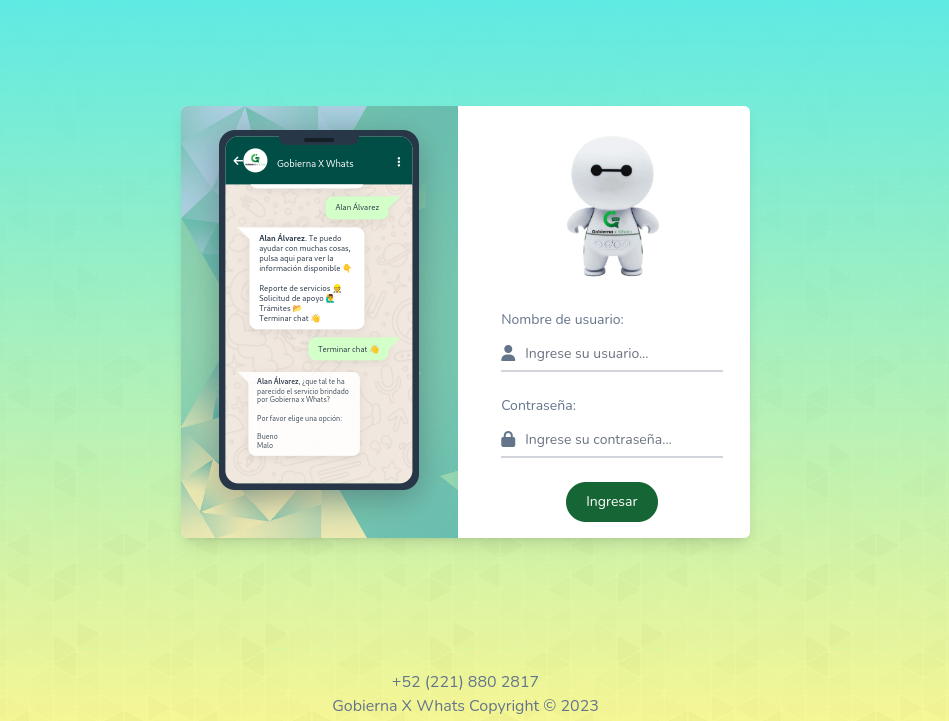 Gobierna X Whats
Alan Álvarez
Alan Álvarez. Te puedo
ayudar con muchas cosas,
pulsa aqui para ver la
información disponible 👇
Reporte de servicios 👷
Solicitud de apoyo 🙋‍♂️
Trámites 📂
Terminar chat 👋
Terminar chat 👋
Alan Álvarez, ¿que tal te ha
parecido el servicio brindado
por Gobierna x Whats?
Por favor elige una opción:
Bueno
Malo
G
Gobierna x Whats
Nombre de usuario:
Ingrese su usuario...
Contraseña:
Ingrese su contraseña...
Ingresar
+52 (221) 880 2817
Gobierna X Whats Copyright © 2023